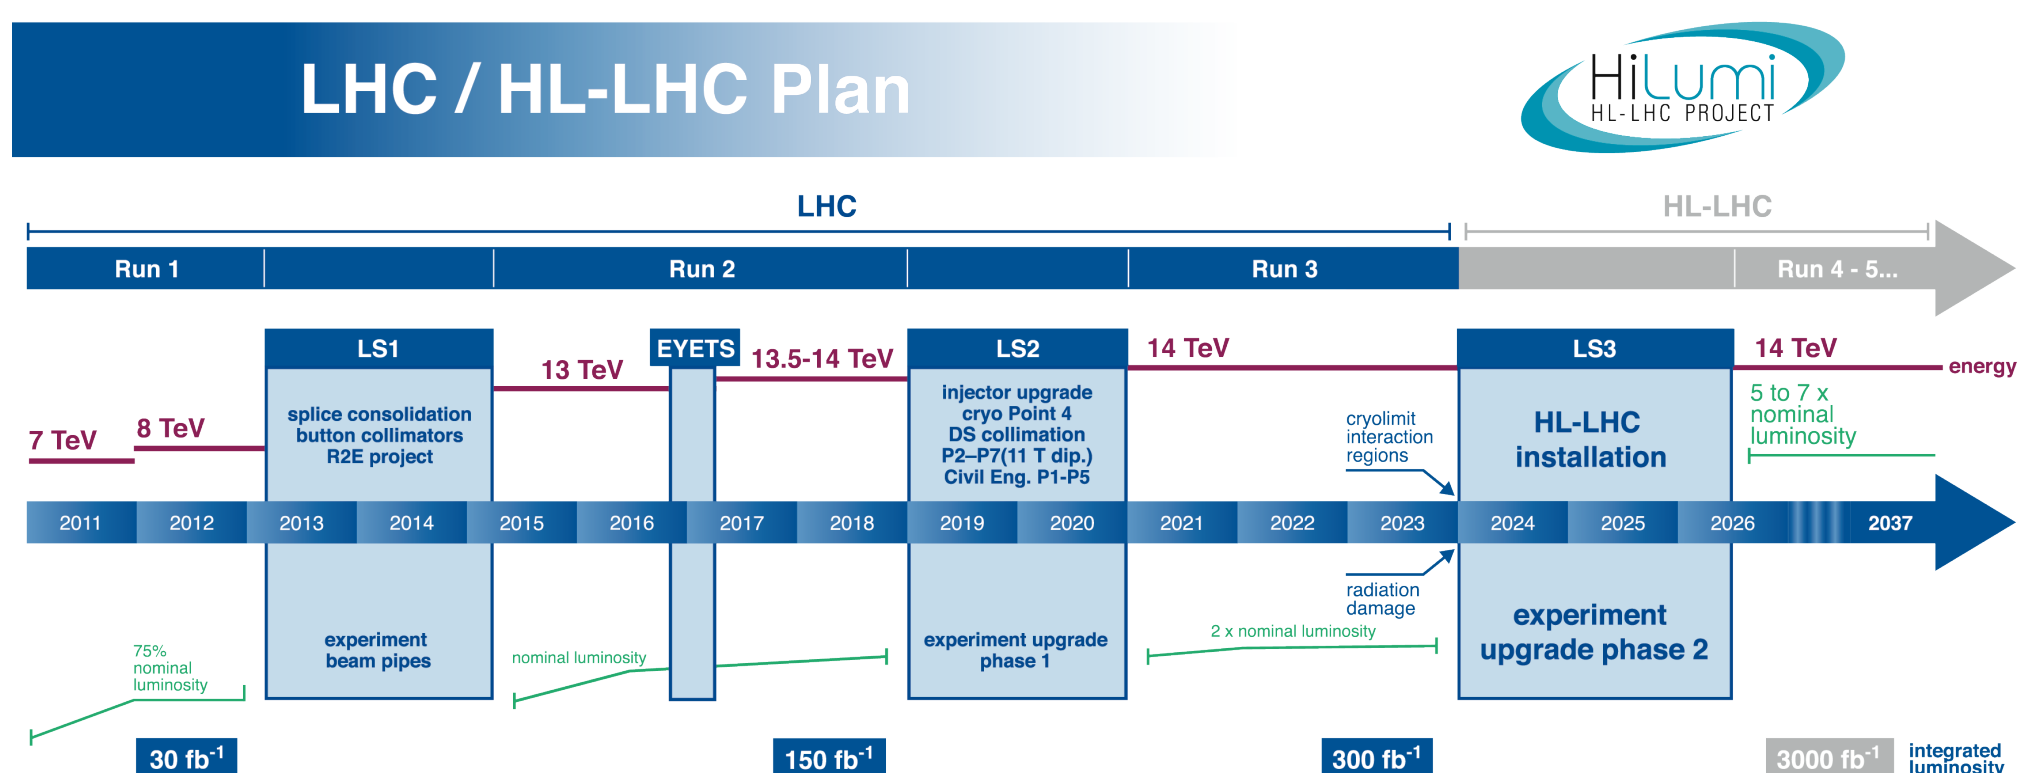 LHC / HL-LHC Plan
HiLumi
HL-LHC PROJECT
LHC
HL-LHC
Run 1
Run 2
Run 3
Run 4 - 5...
LS1
EYETS
LS2
LS3
7 TeV
8 TeV
13 TeV
13.5-14 TeV
14 TeV
14 TeV
energy
splice consolidation
button collimators
R2E project
injector upgrade
cryo Point 4
DS collimation
P2–P7(11 T dip.)
Civil Eng. P1-P5
cryolimit
interaction
regions
HL-LHC
installation
5 to 7 x
nominal
luminosity
2011
2012
2013
2014
2015
2016
2017
2018
2019
2020
2021
2022
2023
2024
2025
2026
2037
75%
nominal
luminosity
experiment
beam pipes
nominal luminosity
experiment upgrade
phase 1
radiation
damage
2 x nominal luminosity
experiment
upgrade phase 2
30 fb⁻¹
150 fb⁻¹
300 fb⁻¹
3000 fb⁻¹
integrated
luminosity